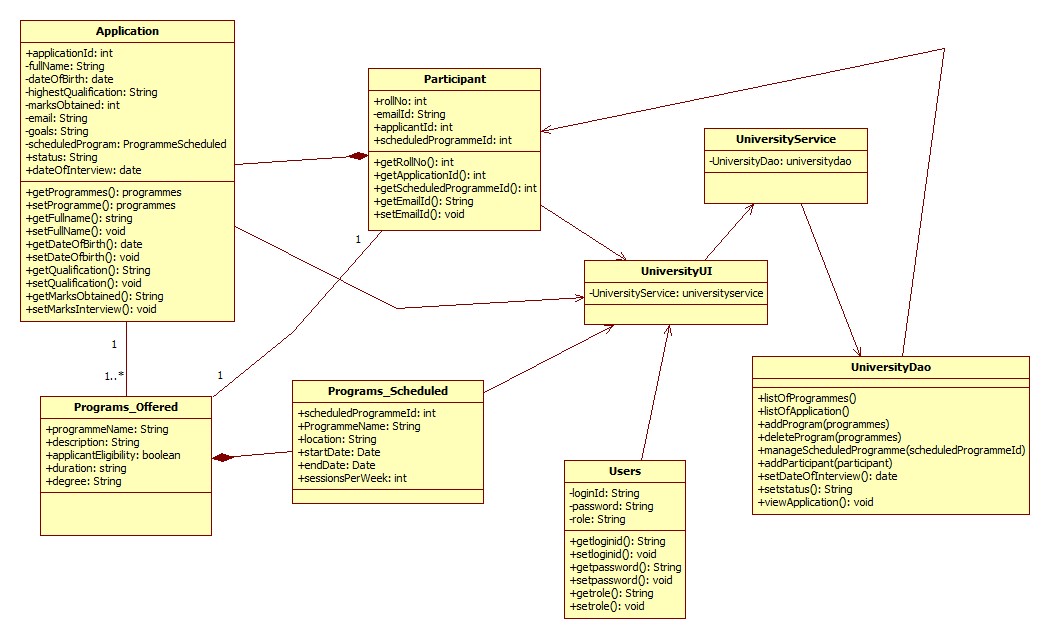 Application
+applicationId: int
-fullName: String
-dateOfBirth: date
-highestQualification: String
-marksObtained: int
-email: String
-goals: String
-scheduledProgram: ProgrammeScheduled
+status: String
+dateOfInterview: date
+getProgrammes(): programmes
+setProgramme(): programmes
+getFullname(): string
+setFullName(): void
+getDateOfBirth(): date
+setDateOfbirth(): void
+getQualification(): String
+setQualification(): void
+getMarksObtained(): String
+setMarksInterview(): void
Participant
+rollNo: int
-emailId: String
+applicantId: int
+scheduledProgrammeId: int
+getRollNo(): int
+getApplicationId(): int
+getScheduledProgrammeId(): int
+getEmailId(): String
+setEmailId(): void
UniversityService
-UniversityDao: universitydao
1
UniversityUI
-UniversityService: universityservice
1
1..*
1
Programs_Offered
+programmeName: String
+description: String
+applicantEligibility: boolean
+duration: string
+degree: String
Programs_Scheduled
+scheduledProgrammeId: int
+ProgrammeName: String
+location: String
+startDate: Date
+endDate: Date
+sessionsPerWeek: int
UniversityDao
+listOfProgrammes()
+listOfApplication()
+addProgram(programmes)
+deleteProgram(programmes)
+manageScheduledProgramme(scheduledProgrammeId)
+addParticipant(participant)
+setDateOfInterview(): date
+setstatus(): String
+viewApplication(): void
Users
-loginId: String
-password: String
-role: String
+getloginid(): String
+setloginid(): void
+getpassword(): String
+setpassword(): void
+getrole(): String
+setrole(): void